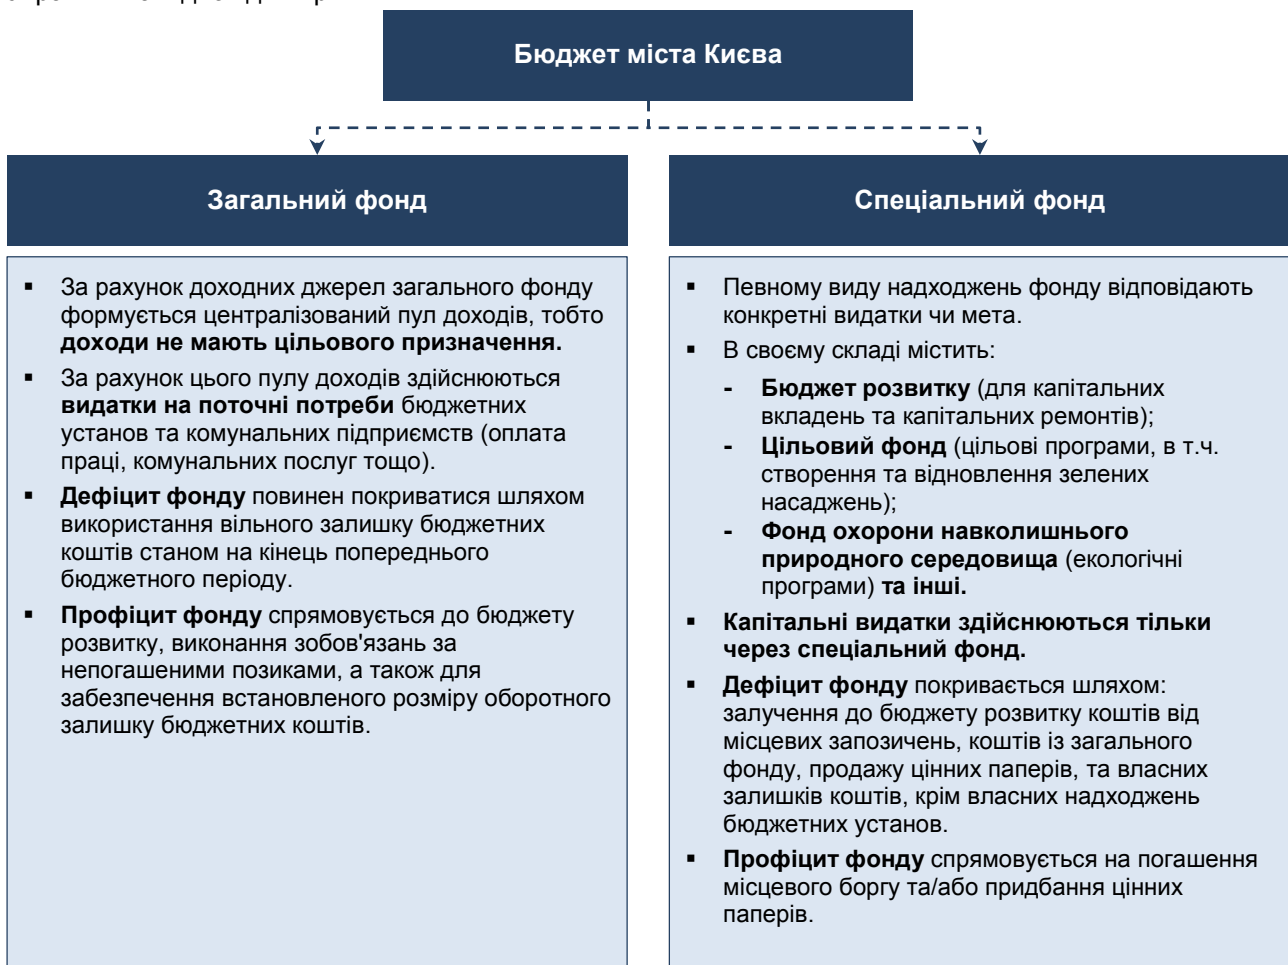 Бюджет міста Києва
Загальний фонд
▪ За рахунок доходних джерел загального фонду
формується централізований пул доходів, тобто
доходи не мають цільового призначення.
▪ За рахунок цього пулу доходів здійснюються
видатки на поточні потреби бюджетних
установ та комунальних підприємств (оплата
праці, комунальних послуг тощо).
▪ Дефіцит фонду повинен покриватися шляхом
використання вільного залишку бюджетних
коштів станом на кінець попереднього
бюджетного періоду.
▪ Профіцит фонду спрямовується до бюджету
розвитку, виконання зобов'язань за
непогашеними позиками, а також для
забезпечення встановленого розміру оборотного
залишку бюджетних коштів.
Спеціальний фонд
▪ Певному виду надходжень фонду відповідають
конкретні видатки чи мета.
▪ В своєму складі містить:
- Бюджет розвитку (для капітальних
вкладень та капітальних ремонтів);
- Цільовий фонд (цільові програми, в т.ч.
створення та відновлення зелених
насаджень);
- Фонд охорони навколишнього
природного середовища (екологічні
програми) та інші.
▪ Капітальні видатки здійснюються тільки
через спеціальний фонд.
▪ Дефіцит фонду покривається шляхом:
залучення до бюджету розвитку коштів від
місцевих запозичень, коштів із загального
фонду, продажу цінних паперів, та власних
залишків коштів, крім власних надходжень
бюджетних установ.
▪ Профіцит фонду спрямовується на погашення
місцевого боргу та/або придбання цінних
паперів.